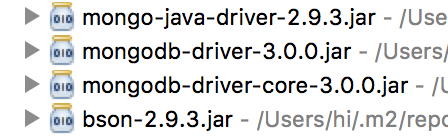 mongo-java-driver-2.9.3.jar - /Use
mongodb-driver-3.0.0.jar - /Users/
mongodb-driver-core-3.0.0.jar - /U
bson-2.9.3.jar - /Users/hi/.m2/repo